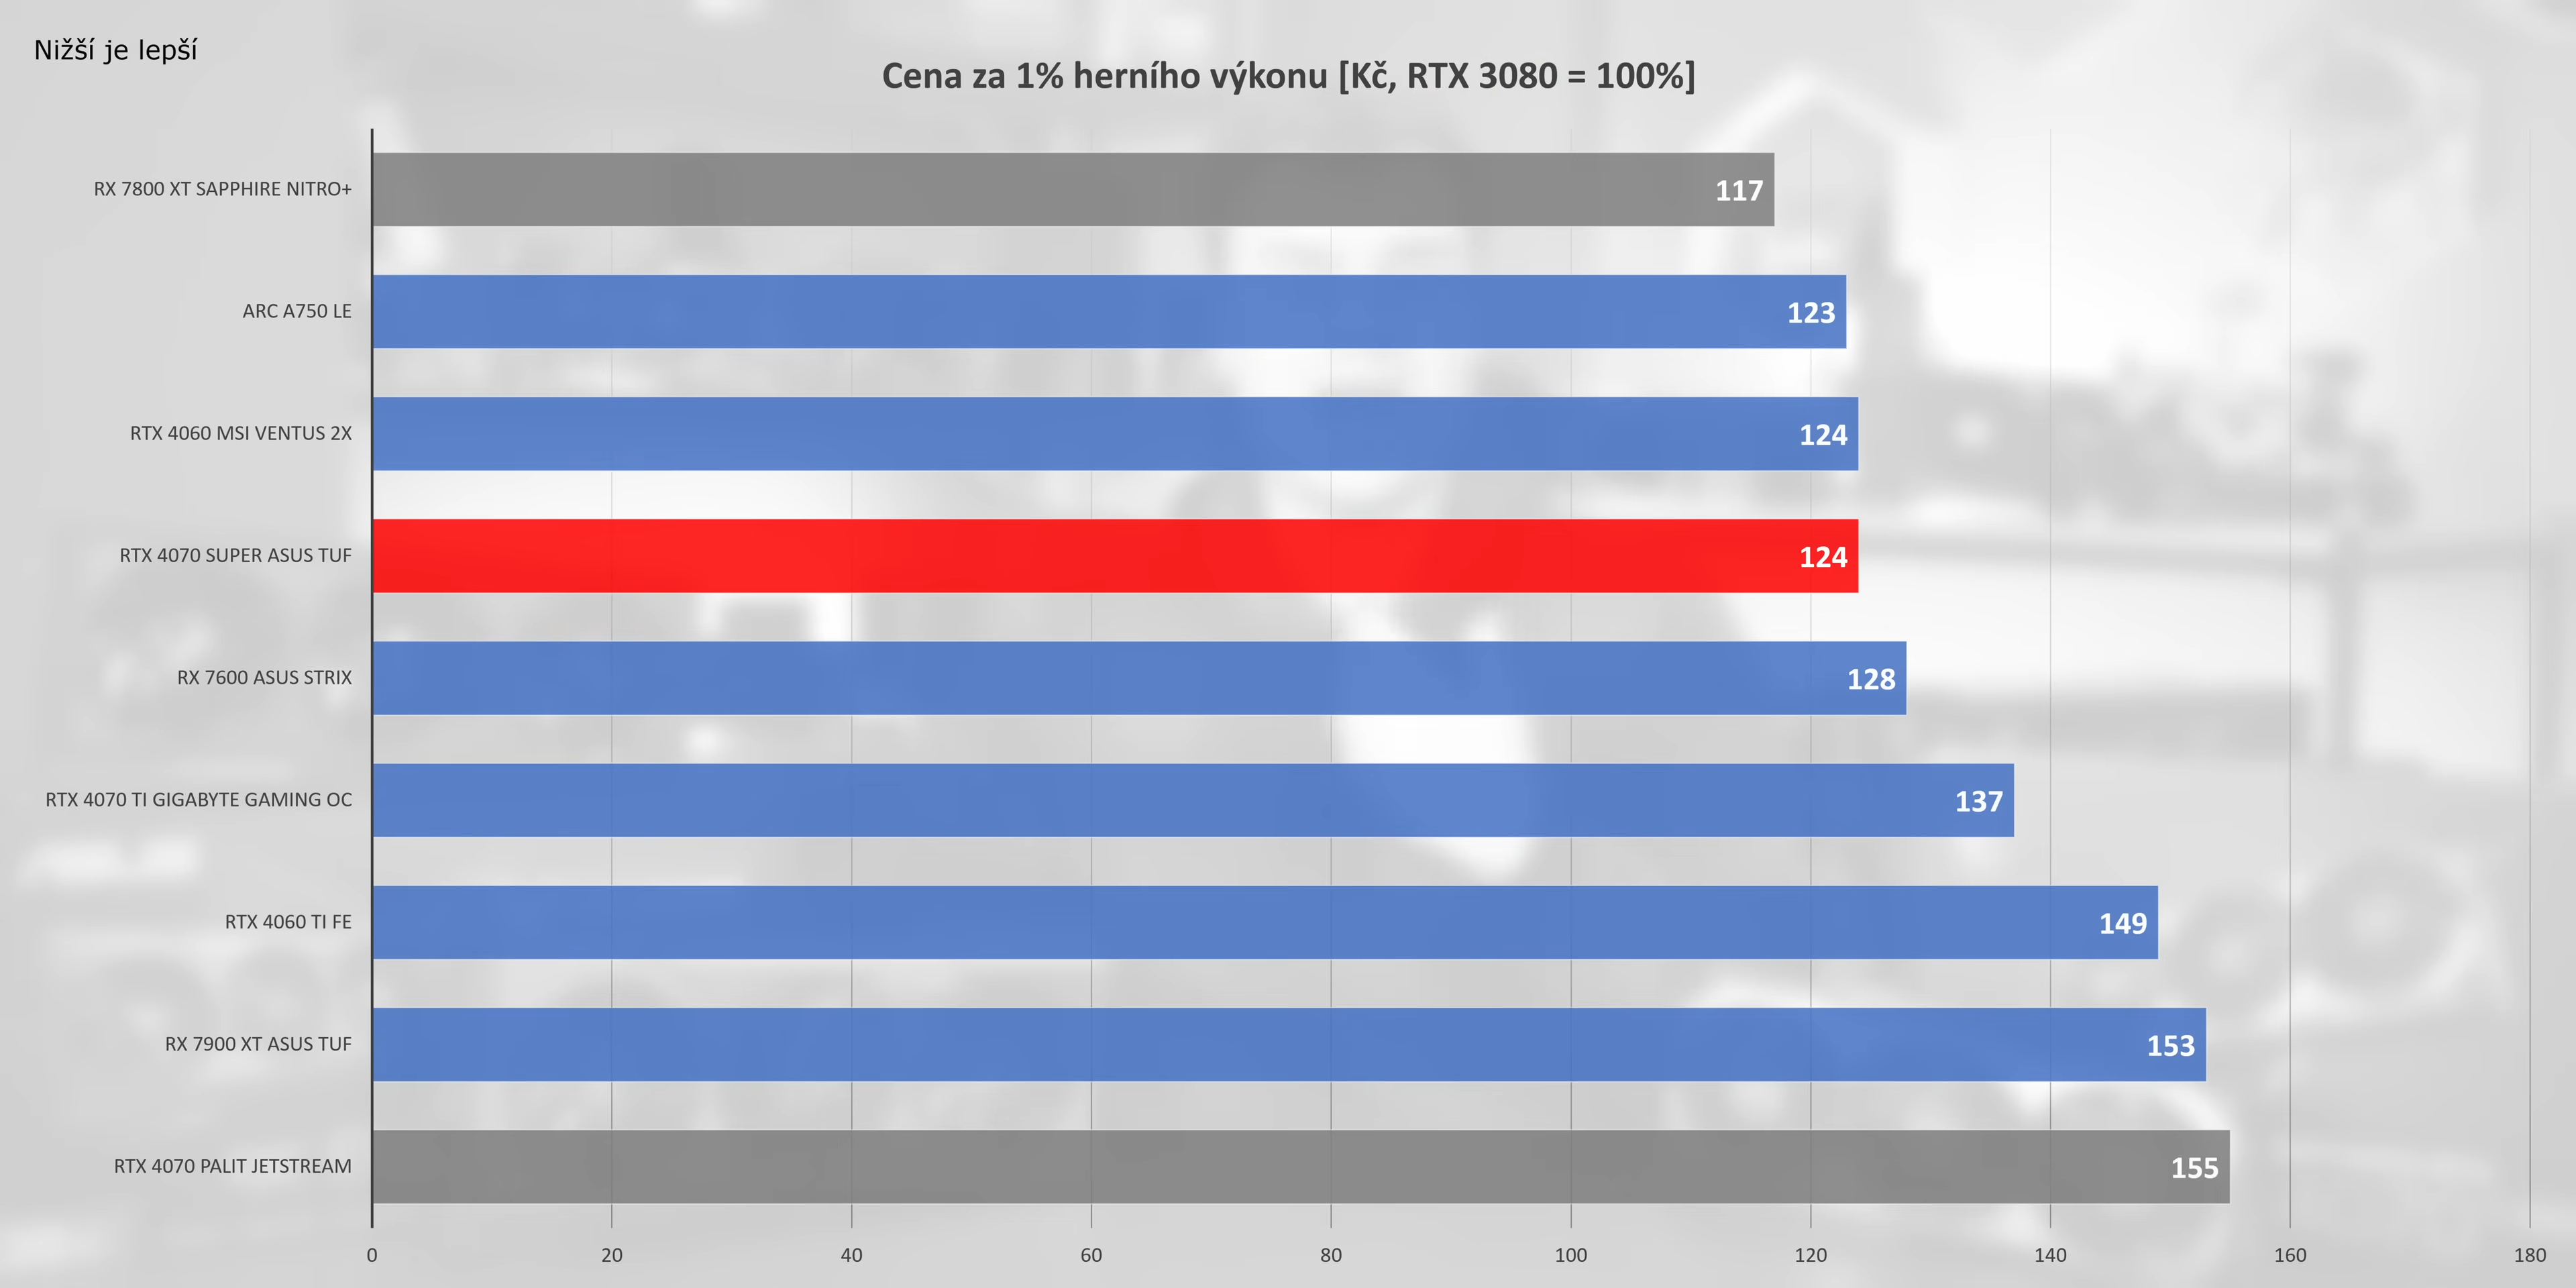 Nižší je lepší
Cena za 1% herního výkonu [Kč, RTX 3080 = 100%]
RX 7800 XT SAPPHIRE NITRO+ 117
ARC A750 LE 123
RTX 4060 MSI VENTUS 2X 124
RTX 4070 SUPER ASUS TUF 124
RX 7600 ASUS STRIX 128
RTX 4070 TI GIGABYTE GAMING OC 137
RTX 4060 TI FE 149
RX 7900 XT ASUS TUF 153
RTX 4070 PALIT JETSTREAM 155
0 20 40 60 80 100 120 140 160 180